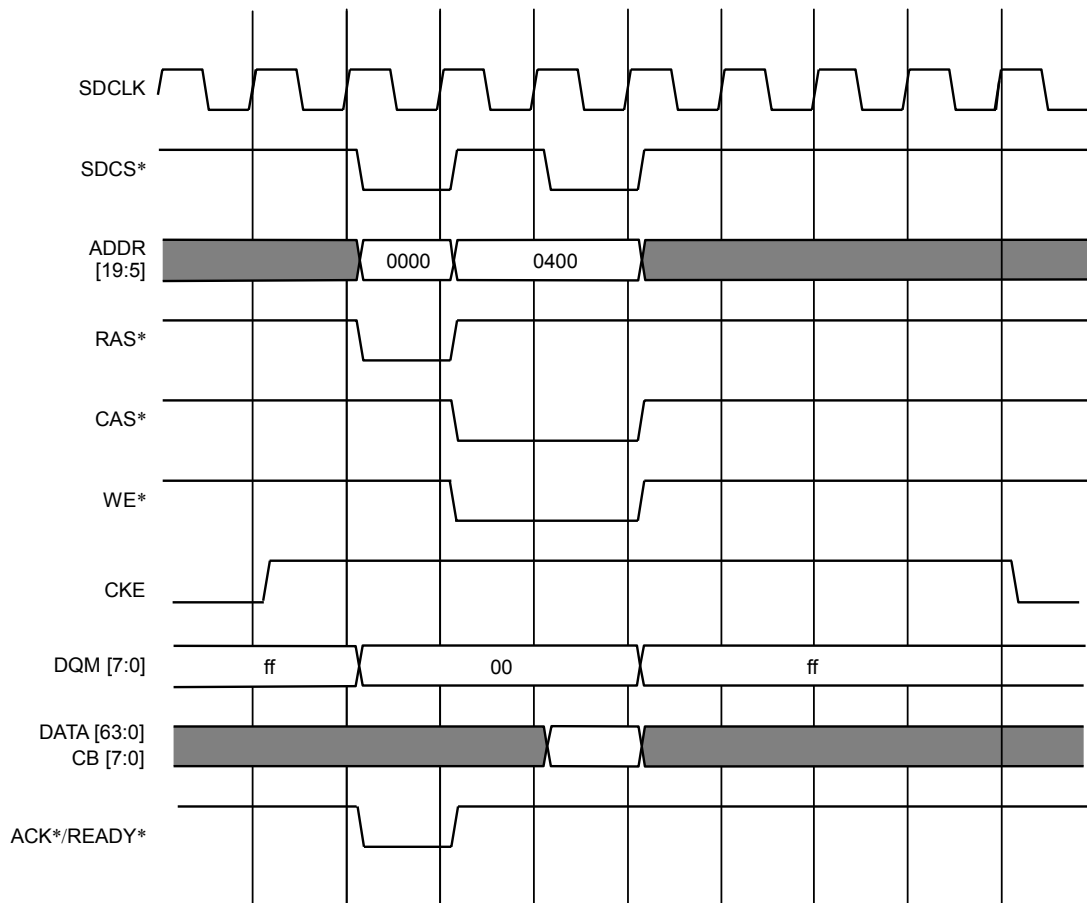 SDCLK
SDCS*
ADDR
[19:5]
0000
0400
RAS*
CAS*
WE*
CKE
DQM [7:0]
ff
00
ff
DATA [63:0]
CB [7:0]
ACK*/READY*